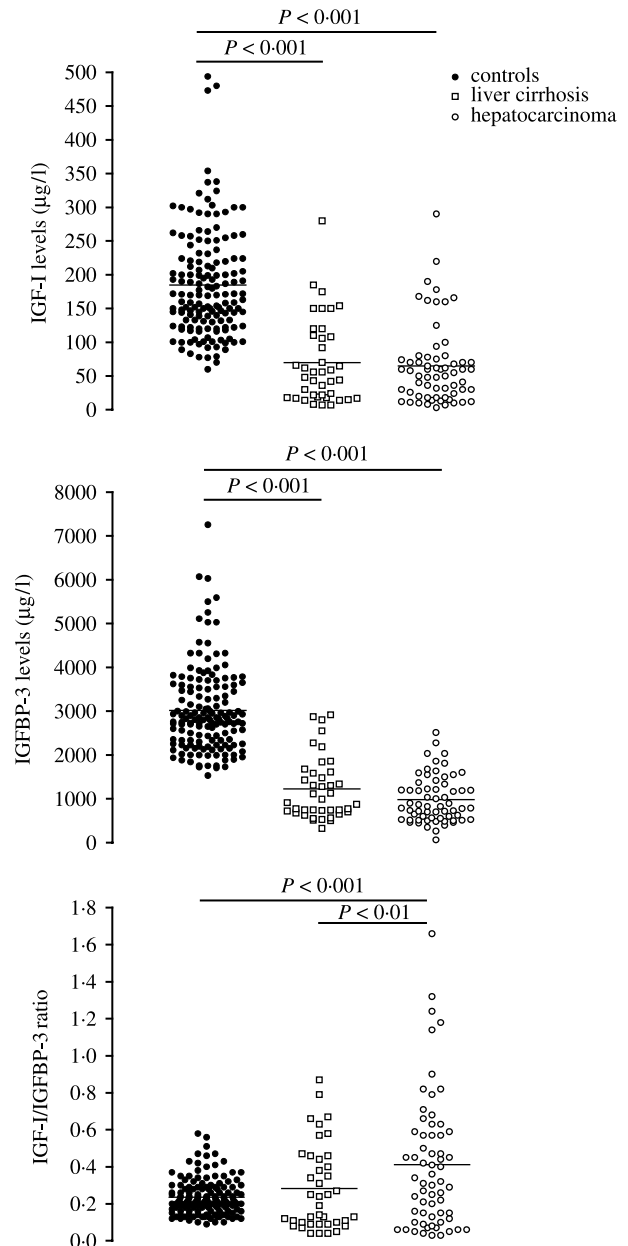 P < 0·001
P < 0·001
500
450
400
350
300
250
200
150
100
50
0
IGF-I levels (µg/l)
controls
liver cirrhosis
hepatocarcinoma
P < 0·001
P < 0·001
8000
7000
6000
5000
4000
3000
2000
1000
0
IGFBP-3 levels (µg/l)
P < 0·001
P < 0·01
1·8
1·6
1·4
1·2
1·0
0·8
0·6
0·4
0·2
0·0
IGF-I/IGFBP-3 ratio